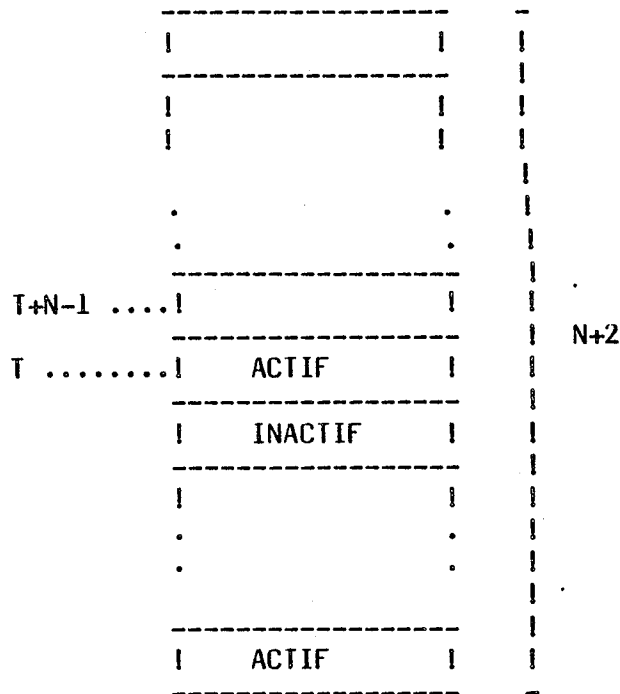 T+N-1 ....
N+2
T ........ ACTIF
INACTIF
ACTIF